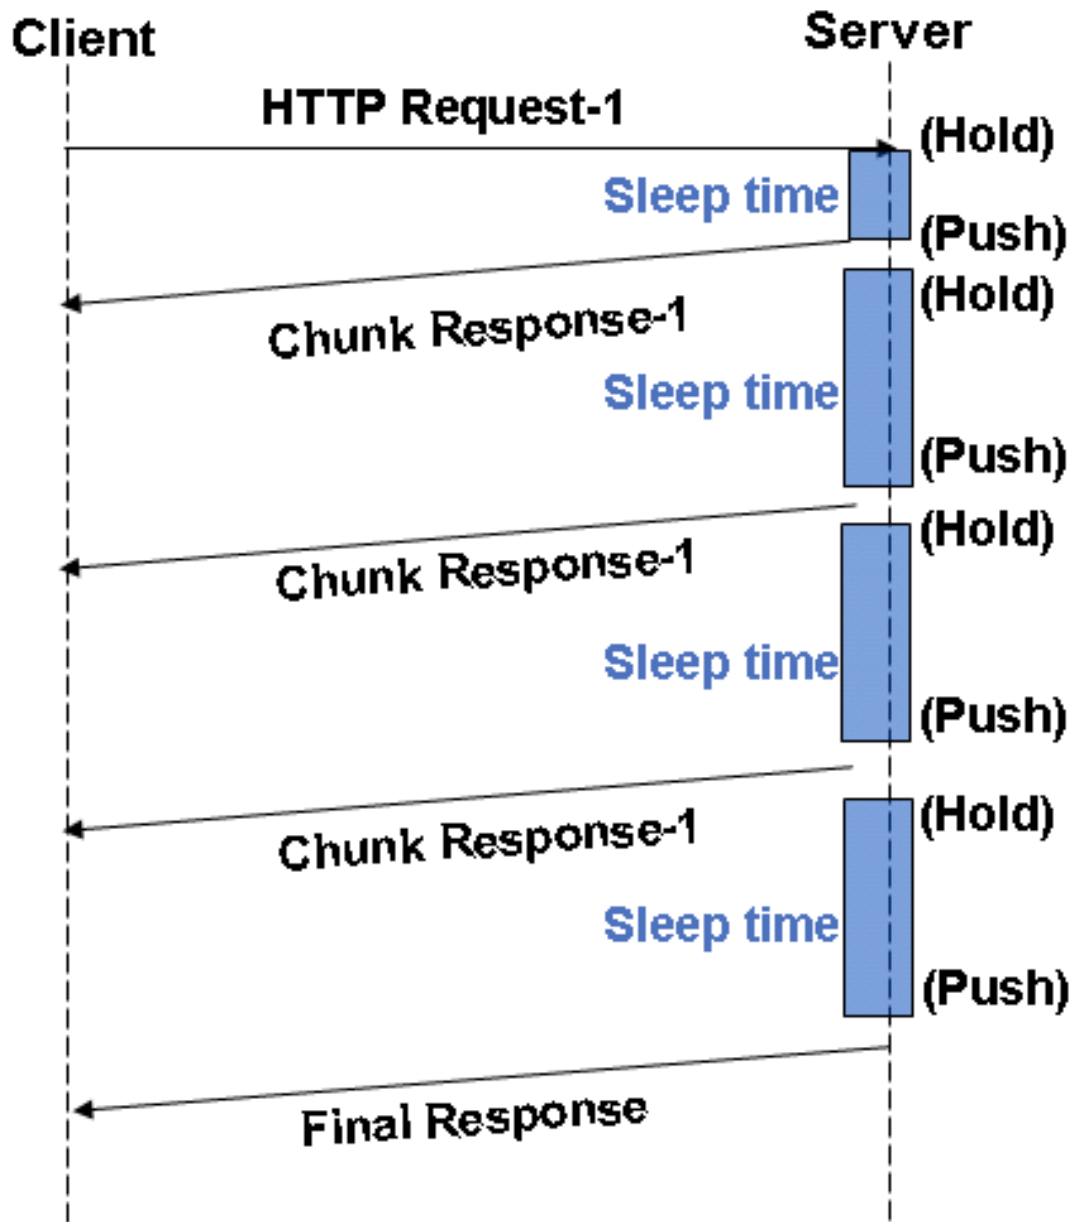 Client
Server
HTTP Request-1
(Hold)
Sleep time
(Push)
(Hold)
Chunk Response-1
Sleep time
(Push)
(Hold)
Chunk Response-1
Sleep time
(Push)
(Hold)
Chunk Response-1
Sleep time
(Push)
Final Response